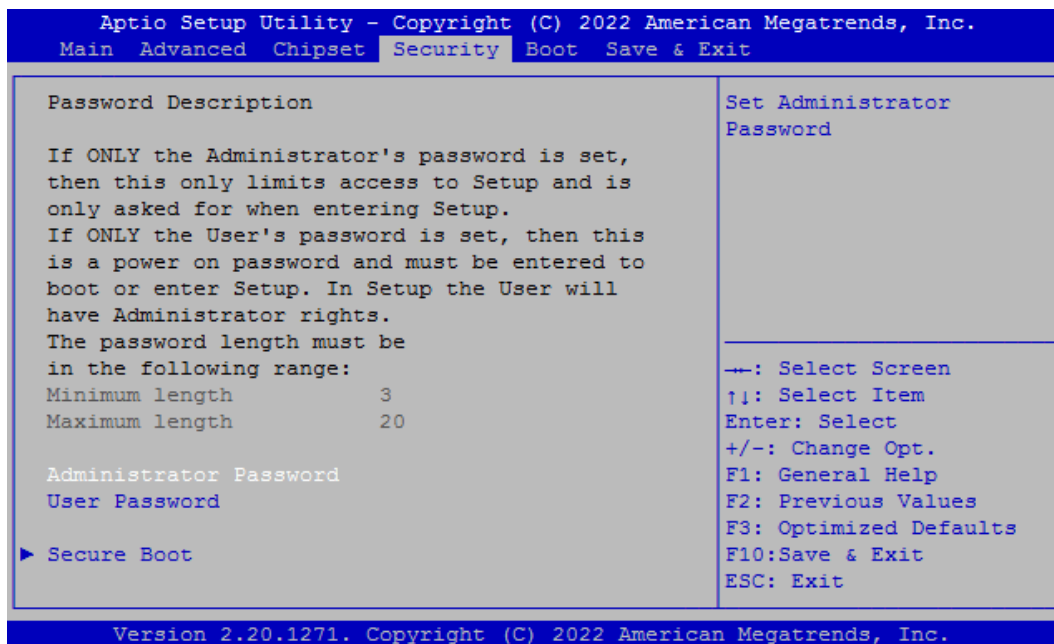 Aptio Setup Utility – Copyright (C) 2022 American Megatrends, Inc.
Main Advanced Chipset Security Boot Save & Exit
Password Description
If ONLY the Administrator's password is set,
then this only limits access to Setup and is
only asked for when entering Setup.
If ONLY the User's password is set, then this
is a power on password and must be entered to
boot or enter Setup. In Setup the User will
have Administrator rights.
The password length must be
in the following range:
Minimum length 3
Maximum length 20
Administrator Password
User Password
► Secure Boot
Set Administrator
Password
→←: Select Screen
↑↓: Select Item
Enter: Select
+/-: Change Opt.
F1: General Help
F2: Previous Values
F3: Optimized Defaults
F10:Save & Exit
ESC: Exit
Version 2.20.1271. Copyright (C) 2022 American Megatrends, Inc.